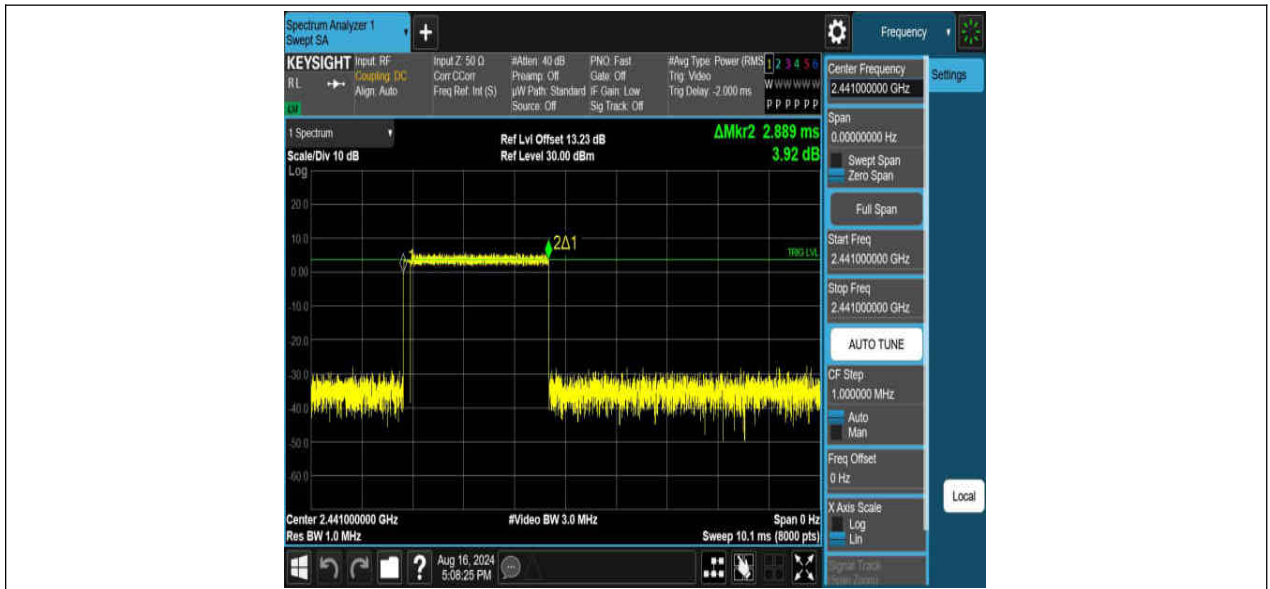 Spectrum Analyzer 1
Swept SA
+
Frequency
KEYSIGHT
RL
LXI
Input: RF
Coupling: DC
Align: Auto
Input Z: 50 Ω
Corr CCorr
Freq Ref: Int (S)
#Atten: 40 dB
Preamp: Off
µW Path: Standard
Source: Off
PNO: Fast
Gate: Off
IF Gain: Low
Sig Track: Off
#Avg Type: Power (RMS
Trig: Video
Trig Delay: -2.000 ms
1 2 3 4 5 6
W W W W W W
P P P P P P
1 Spectrum
Scale/Div 10 dB
Log
Ref Lvl Offset 13.23 dB
Ref Level 30.00 dBm
ΔMkr2 2.889 ms
3.92 dB
20.0
10.0
0.00
-10.0
-20.0
-30.0
-40.0
-50.0
-60.0
1
2Δ1
TRIG LVL
Center 2.441000000 GHz
Res BW 1.0 MHz
#Video BW 3.0 MHz
Span 0 Hz
Sweep 10.1 ms (8000 pts)
Center Frequency
2.441000000 GHz
Span
0.00000000 Hz
Swept Span
Zero Span
Full Span
Start Freq
2.441000000 GHz
Stop Freq
2.441000000 GHz
AUTO TUNE
CF Step
1.000000 MHz
Auto
Man
Freq Offset
0 Hz
X Axis Scale
Log
Lin
Signal Track
(Span Zoom)
Settings
Local
?
Aug 16, 2024
5:08:25 PM